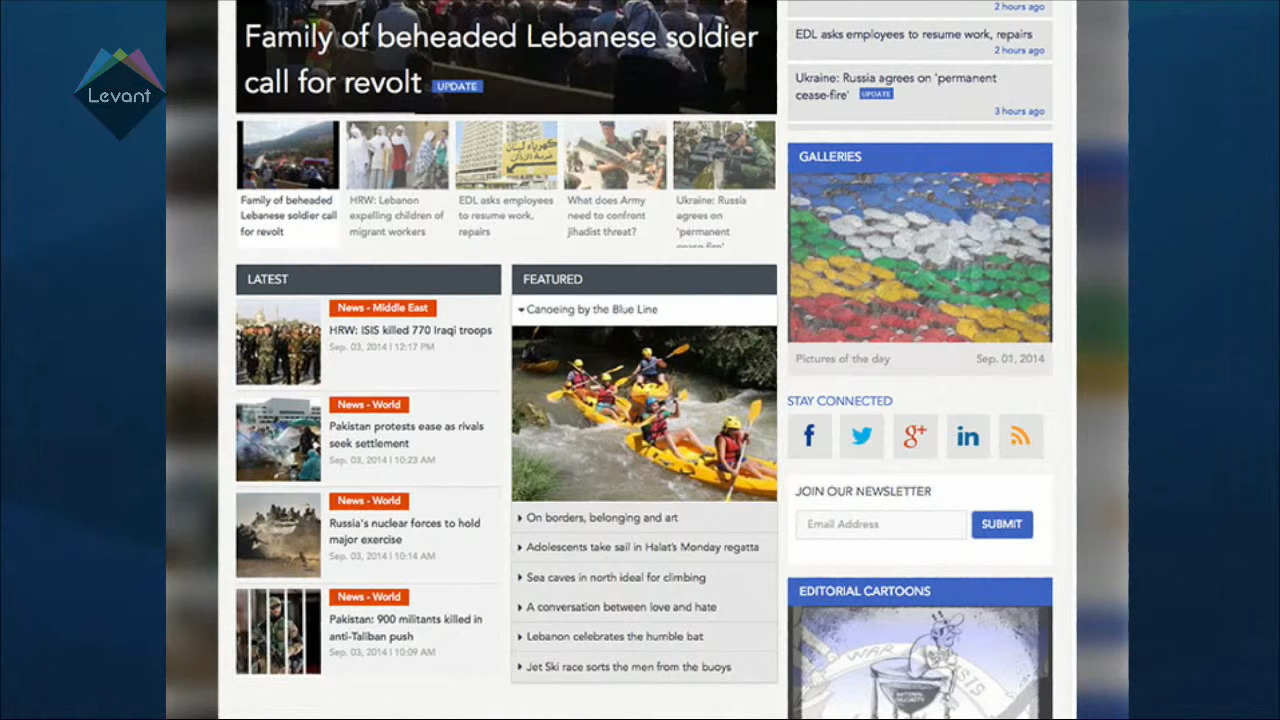 Levant
Family of beheaded Lebanese soldier
call for revolt UPDATE
Family of beheaded
Lebanese soldier call
for revolt
HRW: Lebanon
expelling children of
migrant workers
كهرباء لبنان
EDL asks employees
to resume work,
repairs
What does Army
need to confront
jihadist threat?
Ukraine: Russia
agrees on
'permanent
cease-fire'
LATEST
News - Middle East
HRW: ISIS killed 770 Iraqi troops
Sep. 03, 2014 | 12:17 PM
News - World
Pakistan protests ease as rivals
seek settlement
Sep. 03, 2014 | 10:23 AM
News - World
Russia's nuclear forces to hold
major exercise
Sep. 03, 2014 | 10:14 AM
News - World
Pakistan: 900 militants killed in
anti-Taliban push
Sep. 03, 2014 | 10:09 AM
FEATURED
Canoeing by the Blue Line
On borders, belonging and art
Adolescents take sail in Halat's Monday regatta
Sea caves in north ideal for climbing
A conversation between love and hate
Lebanon celebrates the humble bat
Jet Ski race sorts the men from the buoys
2 hours ago
EDL asks employees to resume work, repairs
2 hours ago
Ukraine: Russia agrees on 'permanent
cease-fire' UPDATE
3 hours ago
GALLERIES
Pictures of the day Sep. 01, 2014
STAY CONNECTED
JOIN OUR NEWSLETTER
Email Address SUBMIT
EDITORIAL CARTOONS
WAR
ISIS
NATIONAL
SECURITY